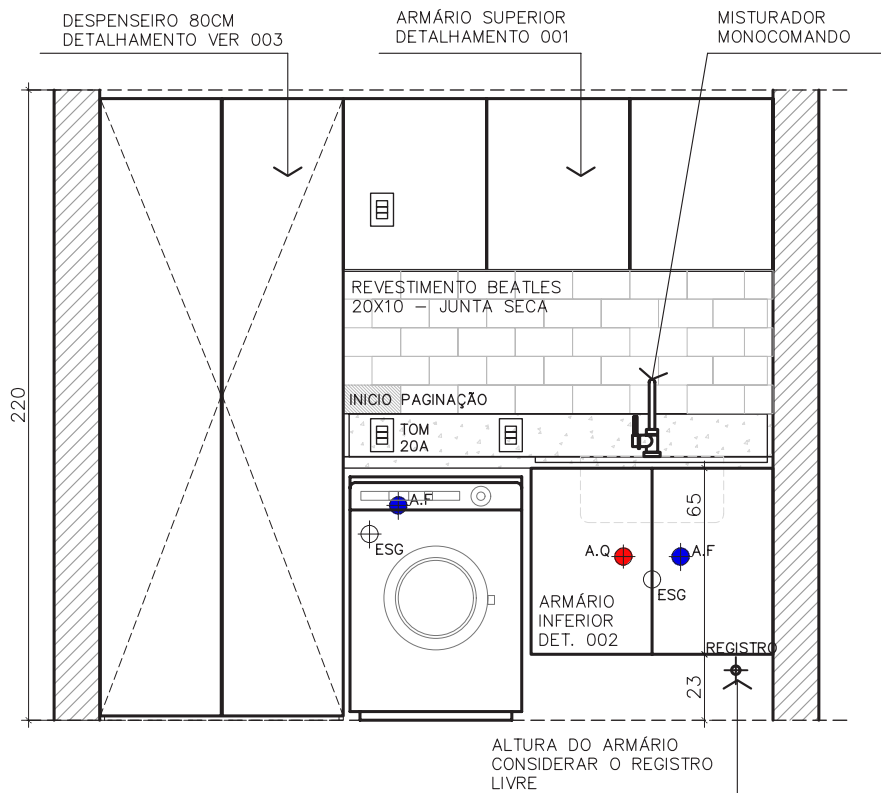 DESPENSEIRO 80CM
DETALHAMENTO VER 003
ARMÁRIO SUPERIOR
DETALHAMENTO 001
MISTURADOR
MONOCOMANDO
220
REVESTIMENTO BEATLES
20X10 – JUNTA SECA
INICIO PAGINAÇÃO
TOM
20A
A.F
ESG
65
A.Q
A.F
ESG
ARMÁRIO
INFERIOR
DET. 002
REGISTRO
23
ALTURA DO ARMÁRIO
CONSIDERAR O REGISTRO
LIVRE